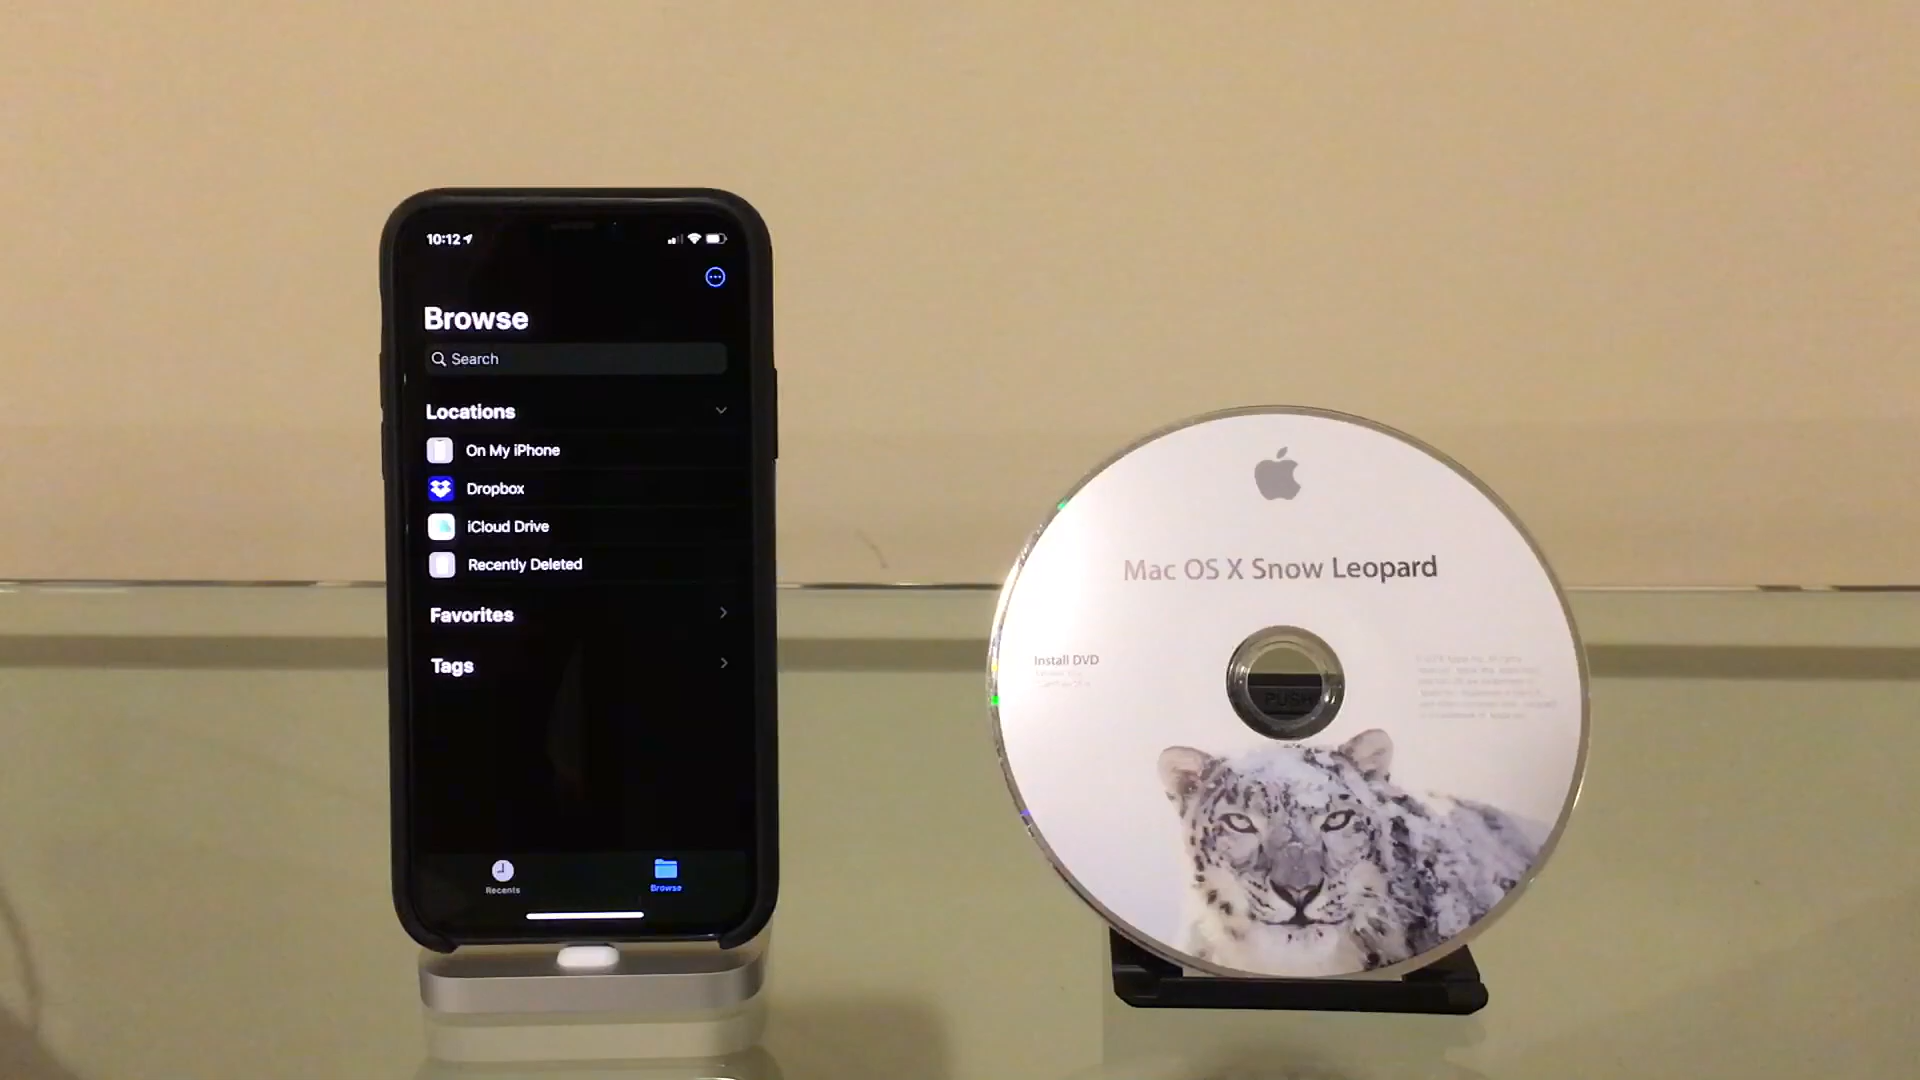 10:12
Browse
Search
Locations
On My iPhone
Dropbox
iCloud Drive
Recently Deleted
Favorites
Tags
Recents
Browse
Mac OS X Snow Leopard
Install DVD
PUSH